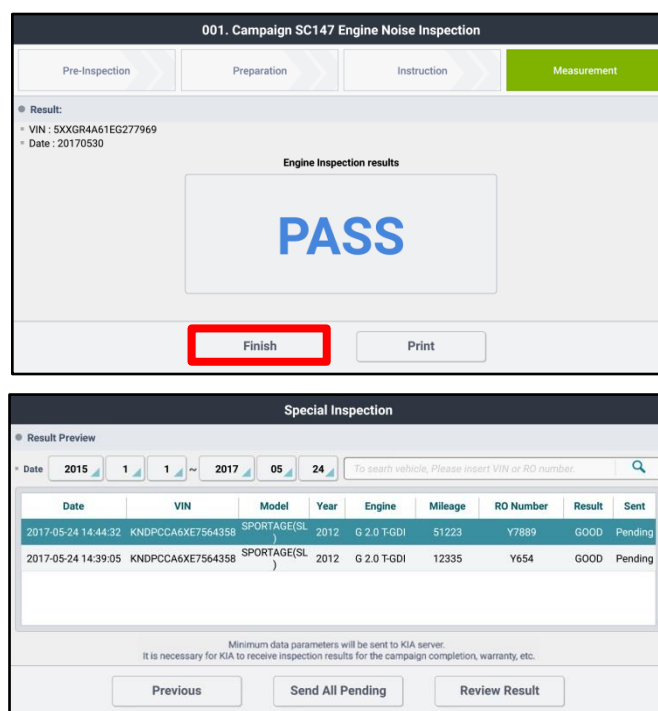 001. Campaign SC147 Engine Noise Inspection
Pre-Inspection Preparation Instruction Measurement
Result:
VIN : 5XXGR4A61EG277969
Date : 20170530
Engine Inspection results
PASS
Finish Print
Special Inspection
Result Preview
Date 2015 1 1 ~ 2017 05 24 To searh vehicle, Please insert VIN or RO number.
Date VIN Model Year Engine Mileage RO Number Result Sent
2017-05-24 14:44:32 KNDPCCA6XE7564358 SPORTAGE(SL) 2012 G 2.0 T-GDI 51223 Y7889 GOOD Pending
2017-05-24 14:39:05 KNDPCCA6XE7564358 SPORTAGE(SL) 2012 G 2.0 T-GDI 12335 Y654 GOOD Pending
Minimum data parameters will be sent to KIA server.
It is necessary for KIA to receive inspection results for the campaign completion, warranty, etc.
Previous Send All Pending Review Result